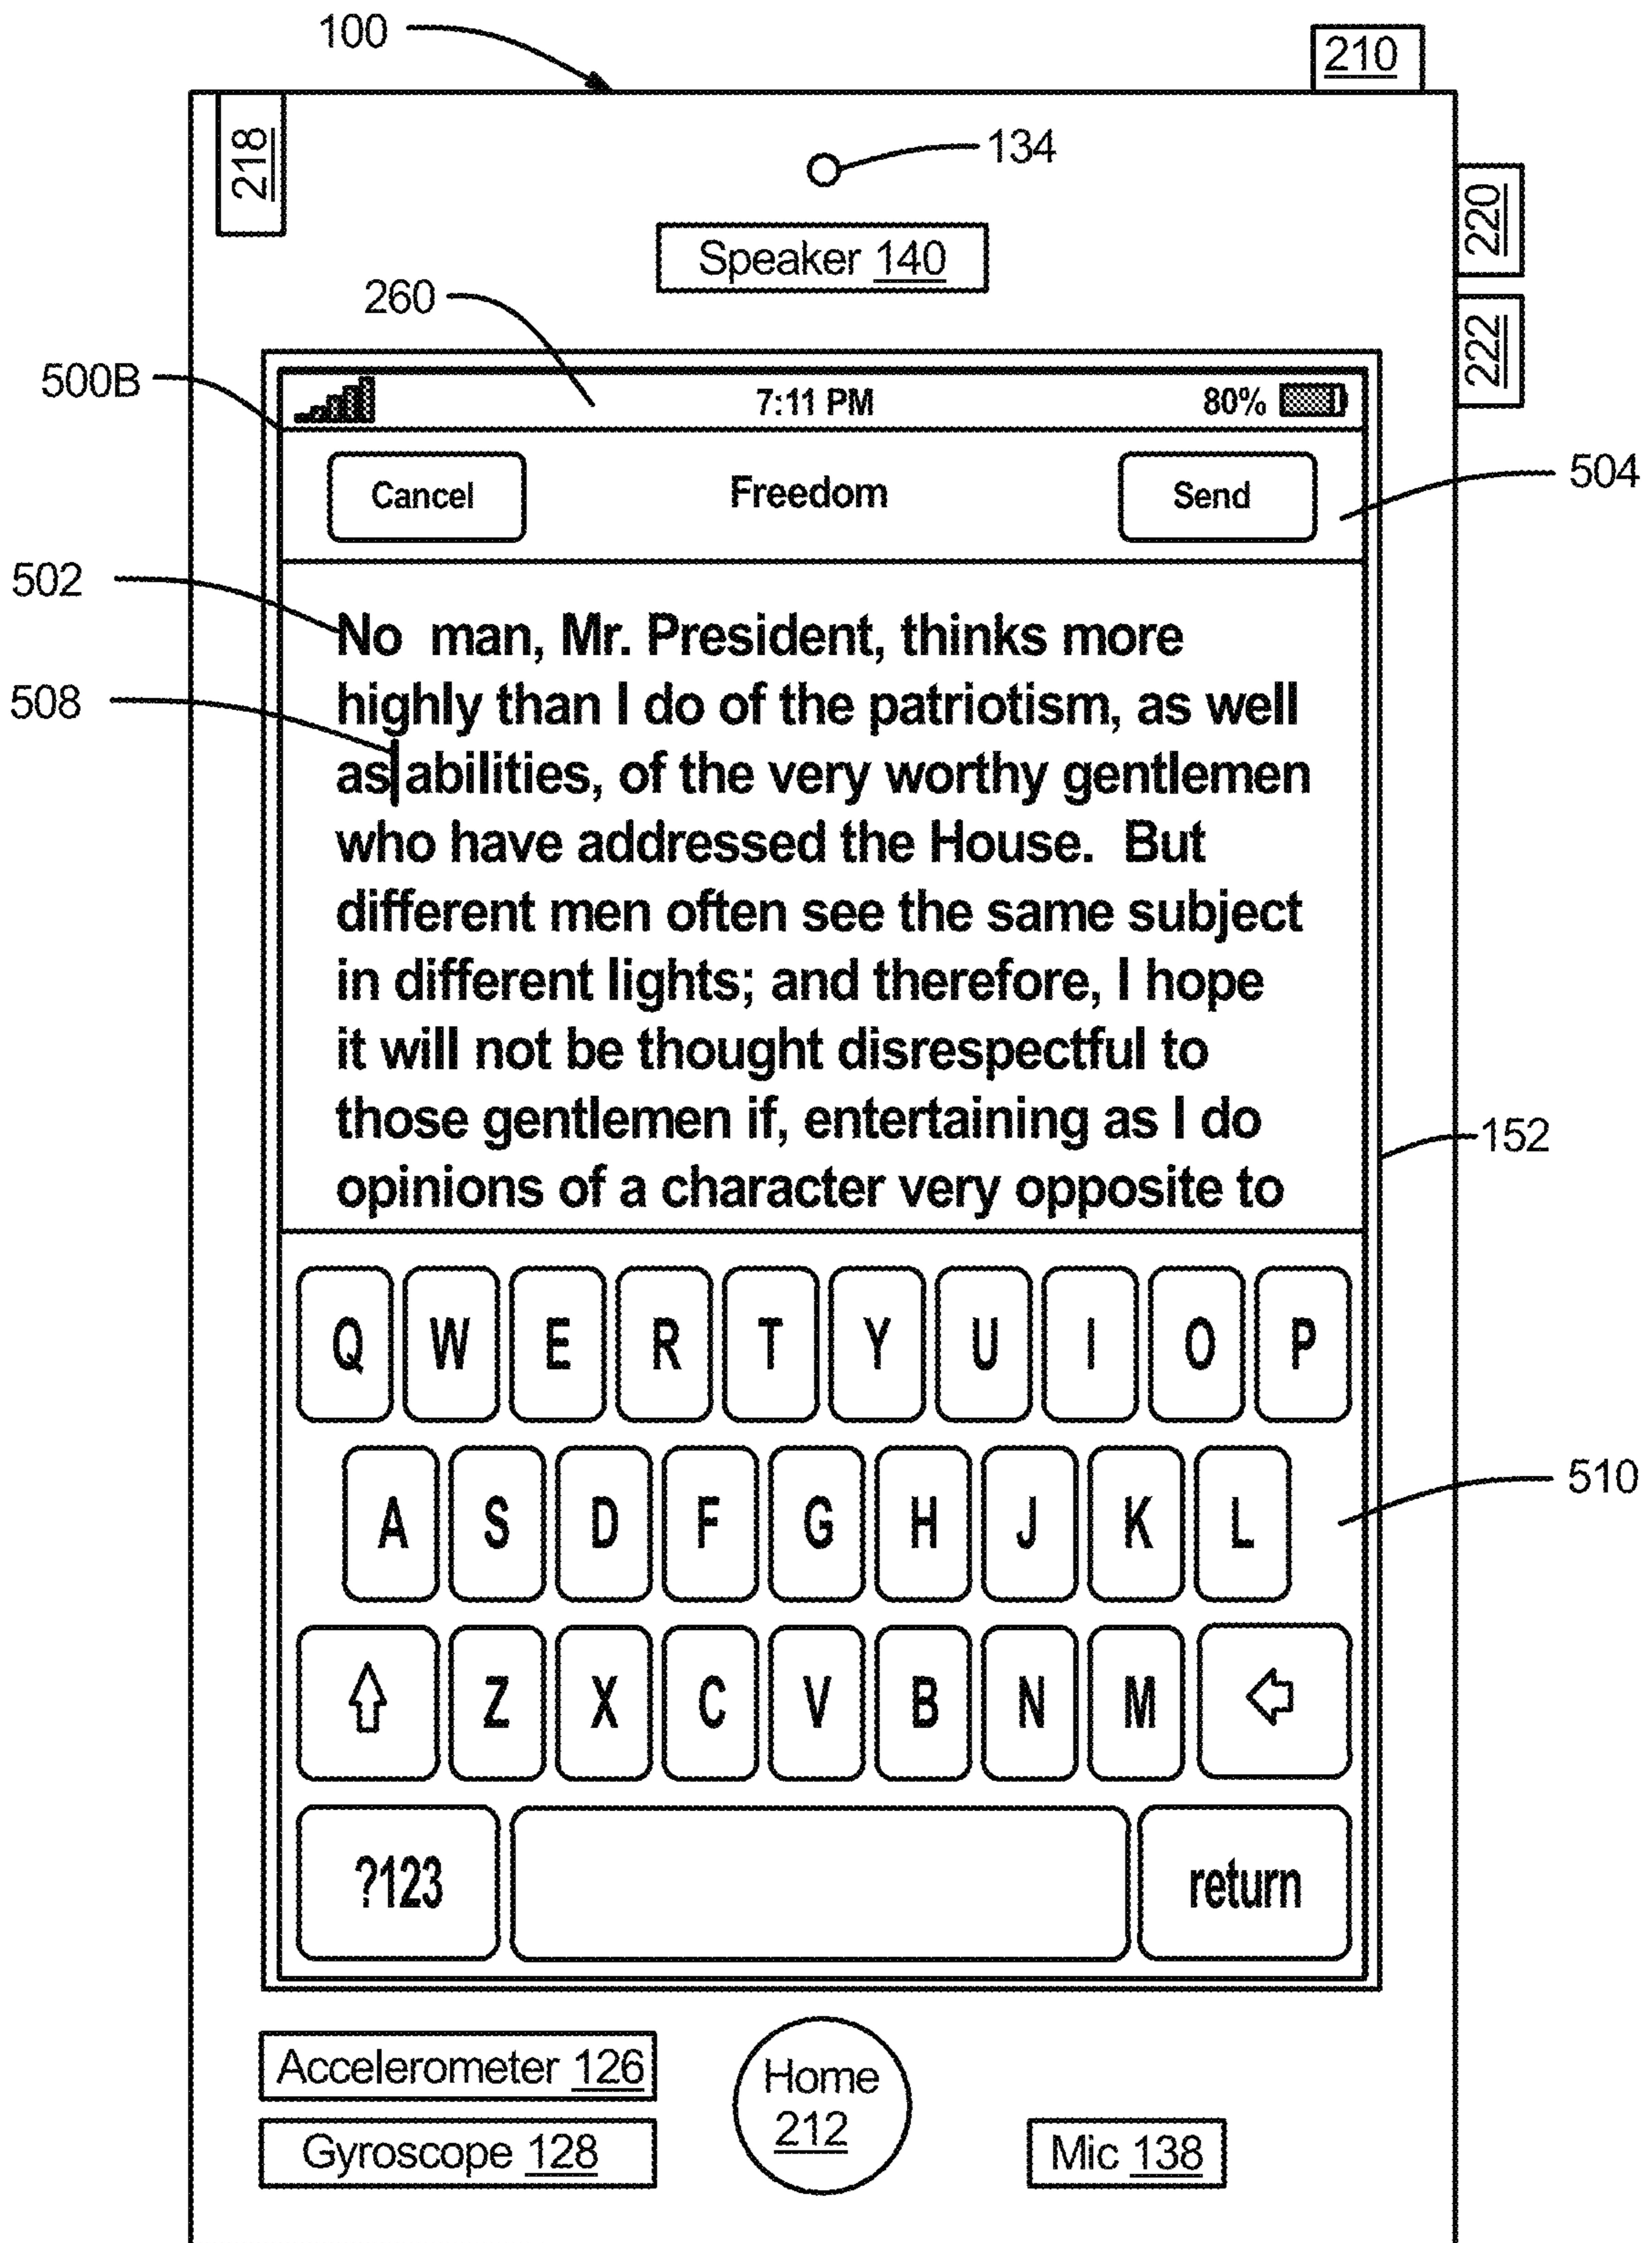 100
210
218
134
220
Speaker 140
260
222
500B
7:11 PM
80%
Cancel
Freedom
Send
504
502
No man, Mr. President, thinks more
508
highly than I do of the patriotism, as well
as abilities, of the very worthy gentlemen
who have addressed the House. But
different men often see the same subject
in different lights; and therefore, I hope
it will not be thought disrespectful to
those gentlemen if, entertaining as I do
152
opinions of a character very opposite to
Q W E R T Y U I O P
510
A S D F G H J K L
Z X C V B N M
?123
return
Accelerometer 126
Home
212
Gyroscope 128
Mic 138